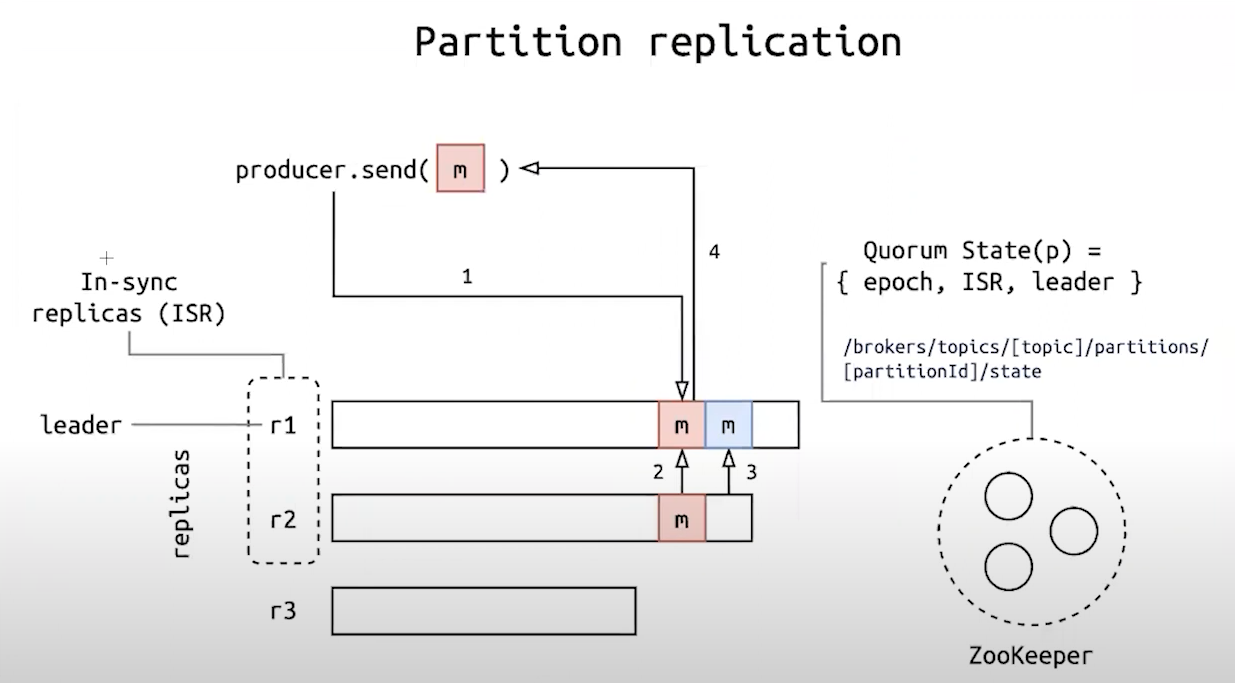 Partition replication
producer.send( m )
4
1
In-sync
replicas (ISR)
Quorum State(p) =
{ epoch, ISR, leader }
/brokers/topics/[topic]/partitions/
[partitionId]/state
leader
r1
m
m
2
3
replicas
r2
m
r3
ZooKeeper